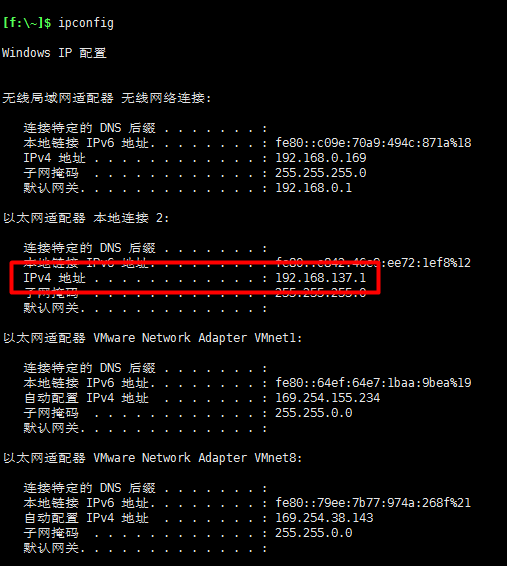 [f:\~]$ ipconfig
Windows IP 配置
无线局域网适配器 无线网络连接:
连接特定的 DNS 后缀 . . . . . . . :
本地链接 IPv6 地址. . . . . . . . : fe80::c09e:70a9:494c:871a%18
IPv4 地址 . . . . . . . . . . . . : 192.168.0.169
子网掩码  . . . . . . . . . . . . : 255.255.255.0
默认网关. . . . . . . . . . . . . : 192.168.0.1
以太网适配器 本地连接 2:
连接特定的 DNS 后缀 . . . . . . . :
本地链接 IPv6 地址. . . . . . . . :
IPv4 地址 . . . . . . . . . . . . : 192.168.137.1
子网掩码  . . . . . . . . . . . . : 255.255.255.0
默认网关. . . . . . . . . . . . . :
以太网适配器 VMware Network Adapter VMnet1:
连接特定的 DNS 后缀 . . . . . . . :
本地链接 IPv6 地址. . . . . . . . : fe80::64ef:64e7:1baa:9bea%19
自动配置 IPv4 地址  . . . . . . . : 169.254.155.234
子网掩码  . . . . . . . . . . . . : 255.255.0.0
默认网关. . . . . . . . . . . . . :
以太网适配器 VMware Network Adapter VMnet8:
连接特定的 DNS 后缀 . . . . . . . :
本地链接 IPv6 地址. . . . . . . . : fe80::79ee:7b77:974a:268f%21
自动配置 IPv4 地址  . . . . . . . : 169.254.38.143
子网掩码  . . . . . . . . . . . . : 255.255.0.0
默认网关. . . . . . . . . . . . . :